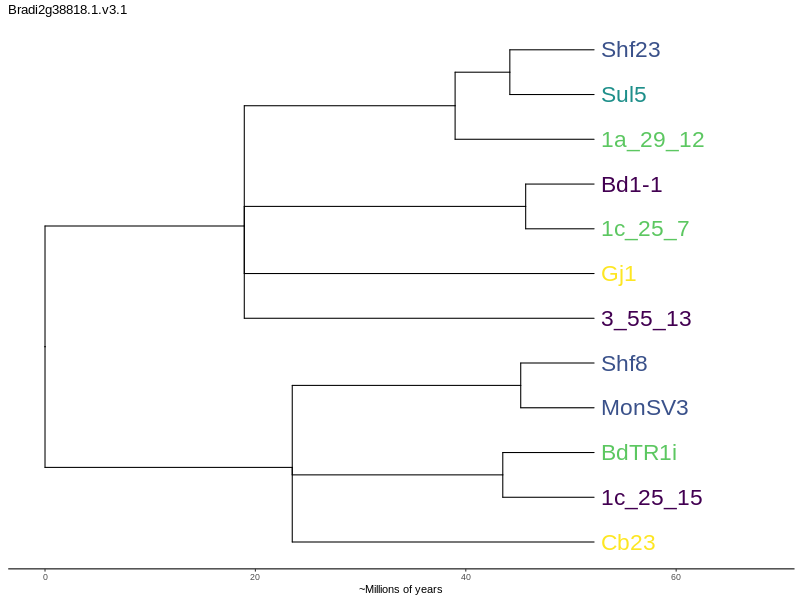 Bradi2g38818.1.v3.1
Shf23
Sul5
1a_29_12
Bd1-1
1c_25_7
Gj1
3_55_13
Shf8
MonSV3
BdTR1i
1c_25_15
Cb23
0 20 40 60
~Millions of years